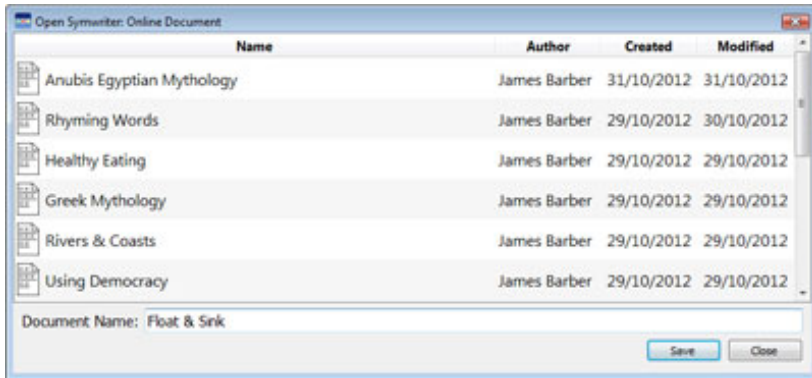 Open Symwriter: Online Document
Name Author Created Modified
Anubis Egyptian Mythology James Barber 31/10/2012 31/10/2012
Rhyming Words James Barber 29/10/2012 30/10/2012
Healthy Eating James Barber 29/10/2012 29/10/2012
Greek Mythology James Barber 29/10/2012 29/10/2012
Rivers & Coasts James Barber 29/10/2012 29/10/2012
Using Democracy James Barber 29/10/2012 29/10/2012
Document Name: Float & Sink
Save Close